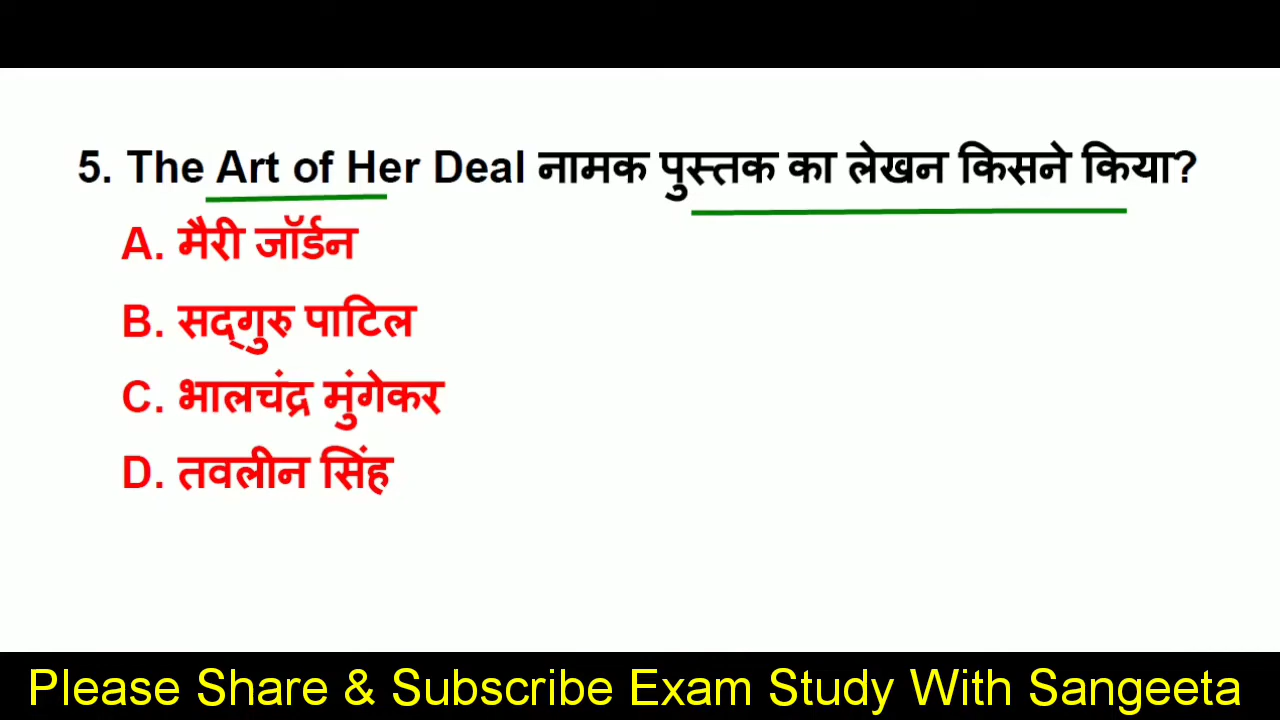 5. The Art of Her Deal नामक पुस्तक का लेखन किसने किया?
A. मैरी जॉर्डन
B. सद्‌गुरु पाटिल
C. भालचंद्र मुंगेकर
D. तवलीन सिंह
Please Share & Subscribe Exam Study With Sangeeta